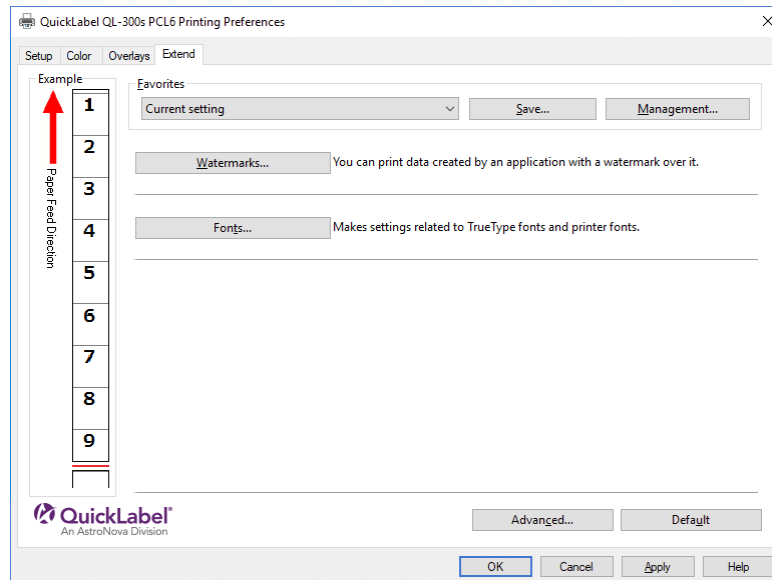 QuickLabel QL-300s PCL6 Printing Preferences
Setup Color Overlays Extend
Example
Paper Feed Direction
1
2
3
4
5
6
7
8
9
Favorites
Current setting Save... Management...
Watermarks... You can print data created by an application with a watermark over it.
Fonts... Makes settings related to TrueType fonts and printer fonts.
QuickLabel®
An AstroNova Division
Advanced... Default
OK Cancel Apply Help